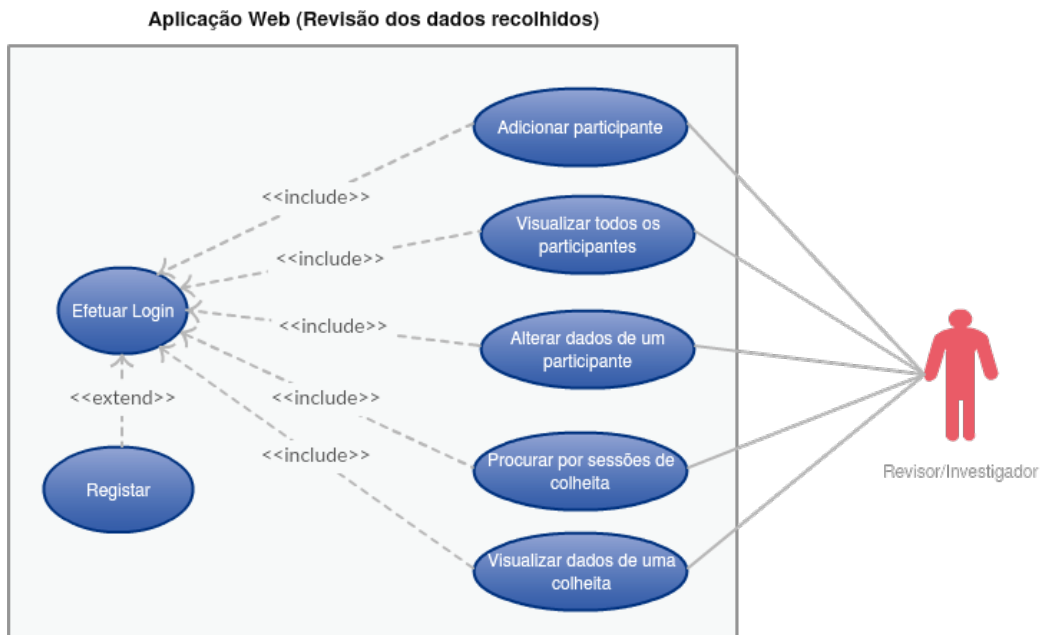 Aplicação Web (Revisão dos dados recolhidos)
Adicionar participante
<<include>>
Visualizar todos os
participantes
<<include>>
Efetuar Login
<<include>>
Alterar dados de um
participante
<<extend>>
<<include>>
<<include>>
Procurar por sessões de
colheita
Registar
Visualizar dados de uma
colheita
Revisor/Investigador